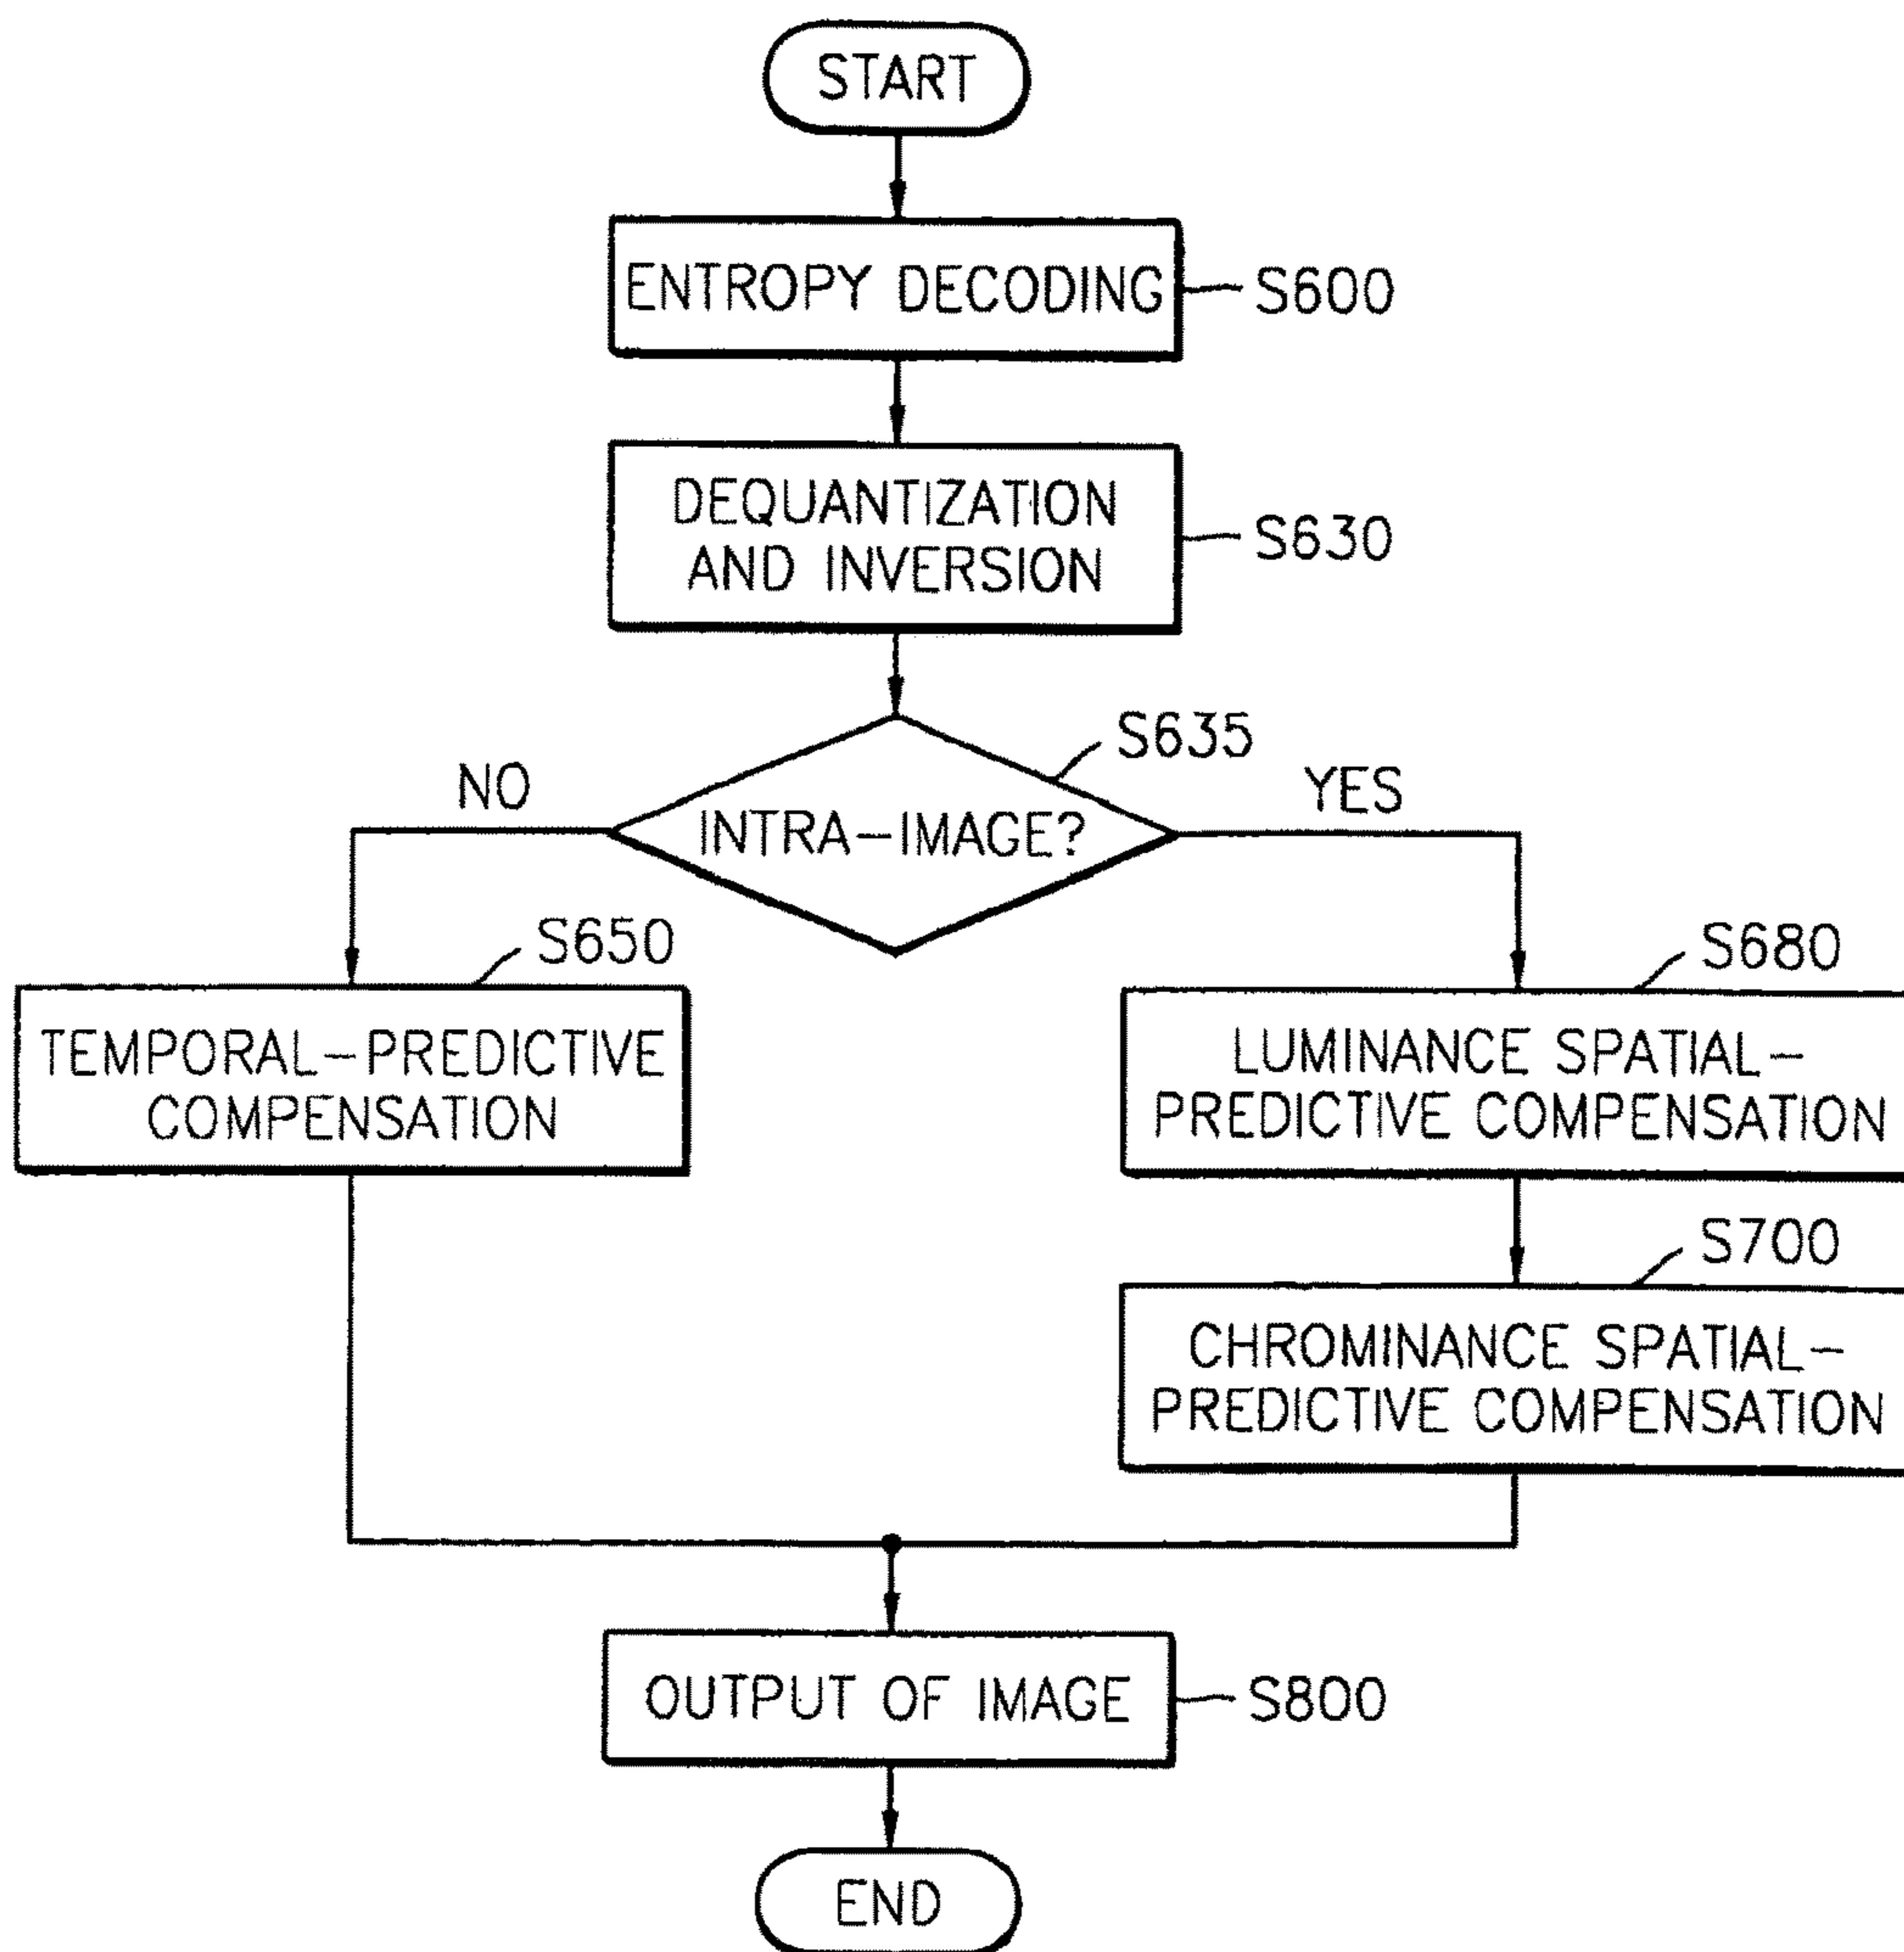 START
ENTROPY DECODING
S600
DEQUANTIZATION
AND INVERSION
S630
S635
INTRA-IMAGE?
NO
YES
S650
TEMPORAL-PREDICTIVE
COMPENSATION
S680
LUMINANCE SPATIAL-
PREDICTIVE COMPENSATION
S700
CHROMINANCE SPATIAL-
PREDICTIVE COMPENSATION
OUTPUT OF IMAGE
S800
END